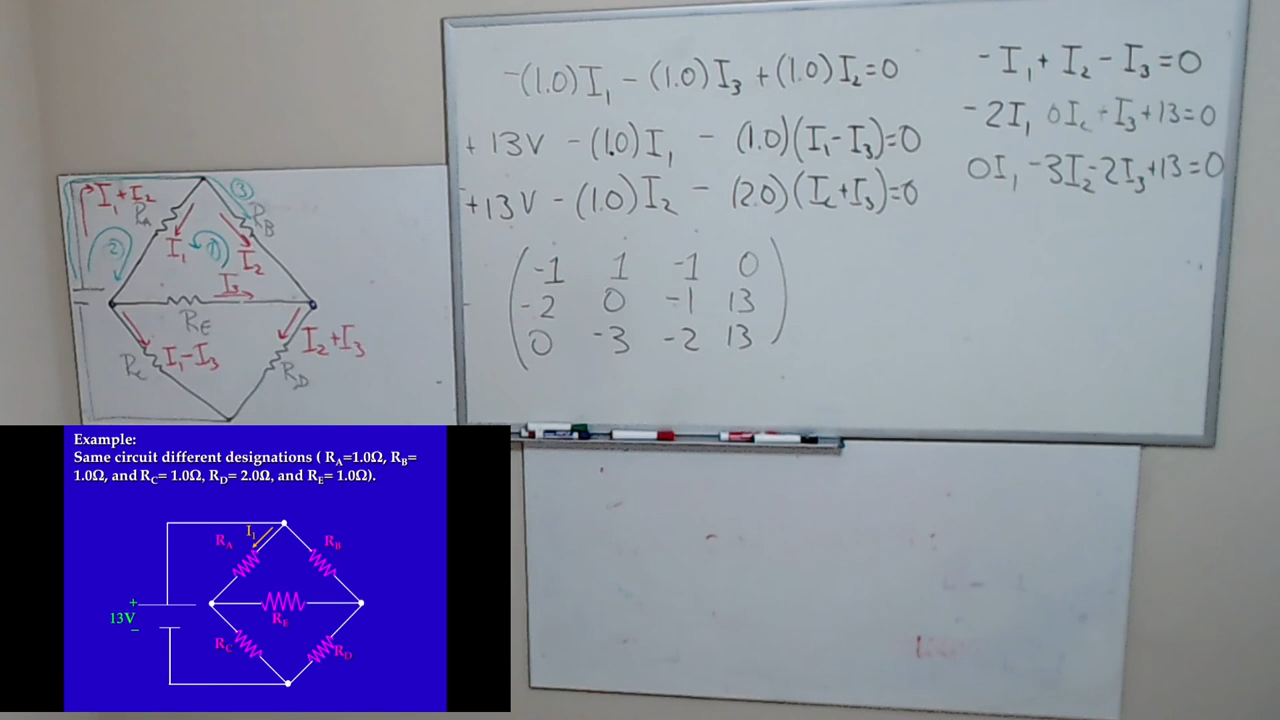 -(1.0)I₁ - (1.0)I₃ + (1.0)I₂=0
+ 13V - (1.0)I₁ - (1.0)(I₁-I₃)=0
+13V - (1.0)I₂ - (2.0)(I₂+I₃)=0
-1 1 -1 0
-2 0 -1 13
0 -3 -2 13
-I₁ + I₂ - I₃ = 0
-2I₁ 0I₂ + I₃ +13=0
0I₁ -3I₂ -2I₃ +13=0
I₁+I₂
③
R_A
R_B
②
I₁
①
I₂
I₃
R_E
R_C
I₁-I₃
I₂+I₃
R_D
Example:
Same circuit different designations ( R_A=1.0Ω, R_B=
1.0Ω, and R_C= 1.0Ω, R_D= 2.0Ω, and R_E= 1.0Ω).
I₁
R_A
R_B
+
13V
−
R_E
R_C
R_D